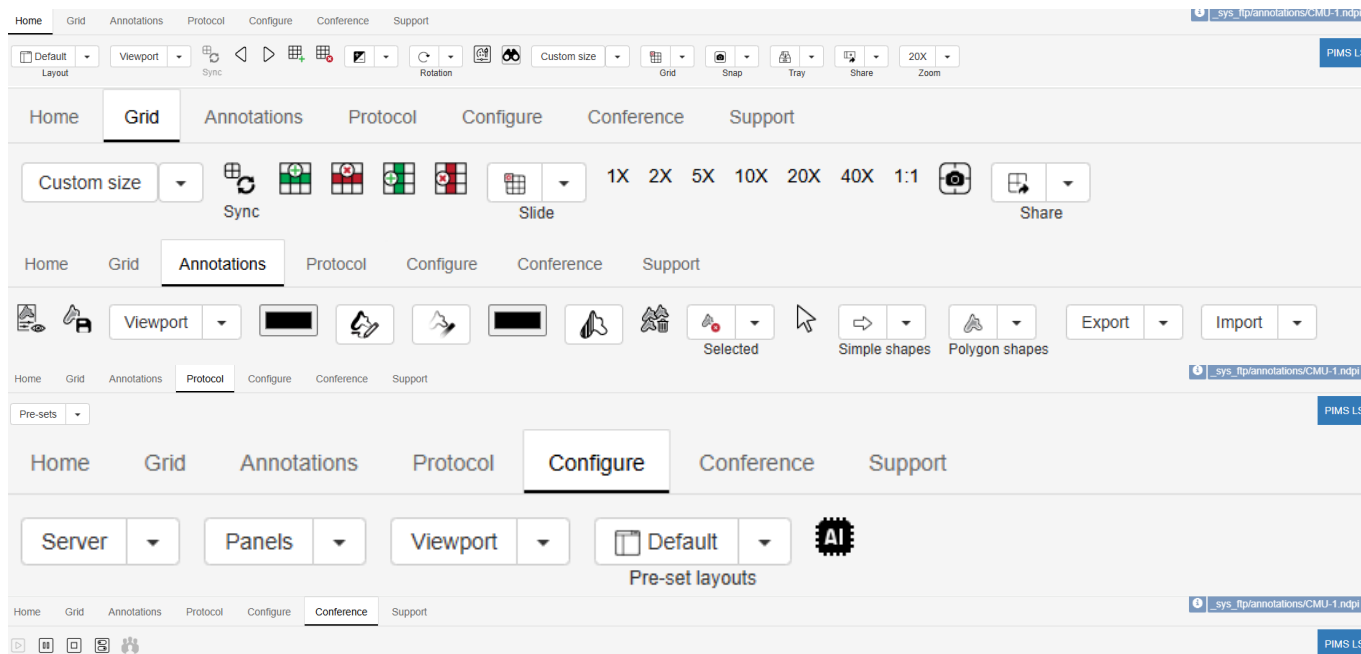 Home Grid Annotations Protocol Configure Conference Support
_sys_ftp/annotations/CMU-1.ndpi
Default Viewport Custom size 20X PIMS LS
Layout Sync Rotation Grid Snap Tray Share Zoom
Home Grid Annotations Protocol Configure Conference Support
Custom size 1X 2X 5X 10X 20X 40X 1:1
Sync Slide Share
Home Grid Annotations Protocol Configure Conference Support
Viewport Export Import
Selected Simple shapes Polygon shapes
Home Grid Annotations Protocol Configure Conference Support
_sys_ftp/annotations/CMU-1.ndpi
Pre-sets PIMS LS
Home Grid Annotations Protocol Configure Conference Support
Server Panels Viewport Default AI
Pre-set layouts
Home Grid Annotations Protocol Configure Conference Support
_sys_ftp/annotations/CMU-1.ndpi
PIMS LS